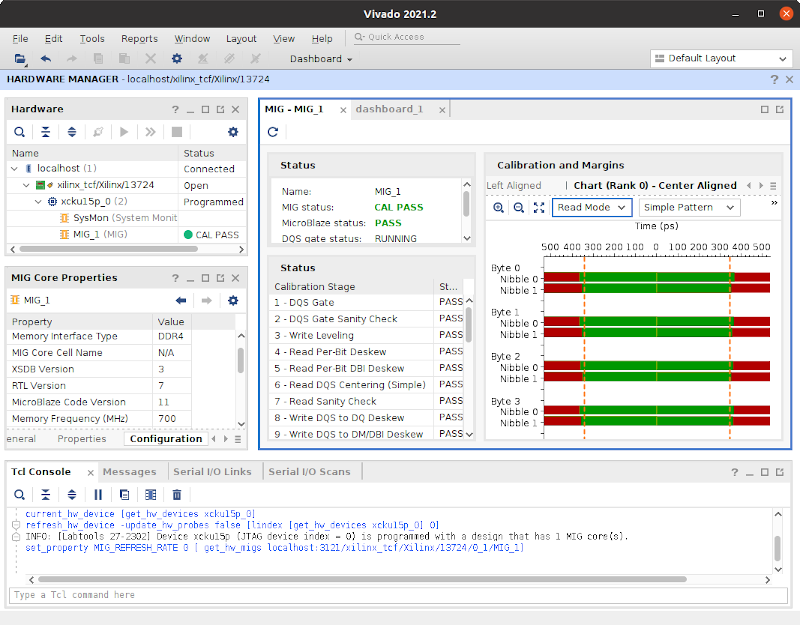 Vivado 2021.2
File Edit Tools Reports Window Layout View Help Quick Access
Dashboard Default Layout
HARDWARE MANAGER - localhost/xilinx_tcf/Xilinx/13724
Hardware
Name Status
localhost (1) Connected
xilinx_tcf/Xilinx/13724 Open
xcku15p_0 (2) Programmed
SysMon (System Monit
MIG_1 (MIG) CAL PASS
MIG Core Properties
MIG_1
Property Value
Memory Interface Type DDR4
MIG Core Cell Name N/A
XSDB Version 3
RTL Version 7
MicroBlaze Code Version 11
Memory Frequency (MHz) 700
eneral Properties Configuration
MIG - MIG_1 dashboard_1
Status
Name: MIG_1
MIG status: CAL PASS
MicroBlaze status: PASS
DQS gate status: RUNNING
Status
Calibration Stage St...
1 - DQS Gate PASS
2 - DQS Gate Sanity Check PASS
3 - Write Leveling PASS
4 - Read Per-Bit Deskew PASS
5 - Read Per-Bit DBI Deskew PASS
6 - Read DQS Centering (Simple) PASS
7 - Read Sanity Check PASS
8 - Write DQS to DQ Deskew PASS
9 - Write DQS to DM/DBI Deskew PASS
Calibration and Margins
Left Aligned | Chart (Rank 0) - Center Aligned
Read Mode Simple Pattern »
Time (ps)
500 400 300 200 100 0 100 200 300 400 500
Byte 0
Nibble 0
Nibble 1
Byte 1
Nibble 0
Nibble 1
Byte 2
Nibble 0
Nibble 1
Byte 3
Nibble 0
Nibble 1
Tcl Console Messages Serial I/O Links Serial I/O Scans
current_hw_device [get_hw_devices xcku15p_0]
refresh_hw_device -update_hw_probes false [lindex [get_hw_devices xcku15p_0] 0]
INFO: [Labtools 27-2302] Device xcku15p (JTAG device index = 0) is programmed with a design that has 1 MIG core(s).
set_property MIG_REFRESH_RATE 0 [ get_hw_migs localhost:3121/xilinx_tcf/Xilinx/13724/0_1/MIG_1]
Type a Tcl command here